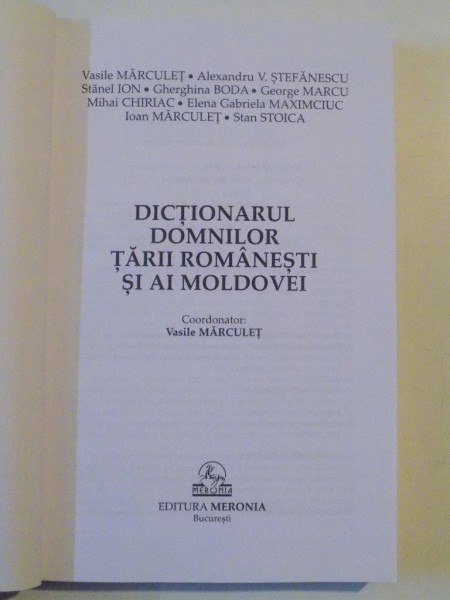 Vasile MĂRCULEȚ • Alexandru V. ȘTEFĂNESCU
Stănel ION • Gherghina BODA • George MARCU
Mihai CHIRIAC • Elena Gabriela MAXIMCIUC
Ioan MĂRCULEȚ • Stan STOICA
DICȚIONARUL
DOMNILOR
ȚĂRII ROMÂNEȘTI
ȘI AI MOLDOVEI
Coordonator:
Vasile MĂRCULEȚ
MERONIA
EDITURA MERONIA
București